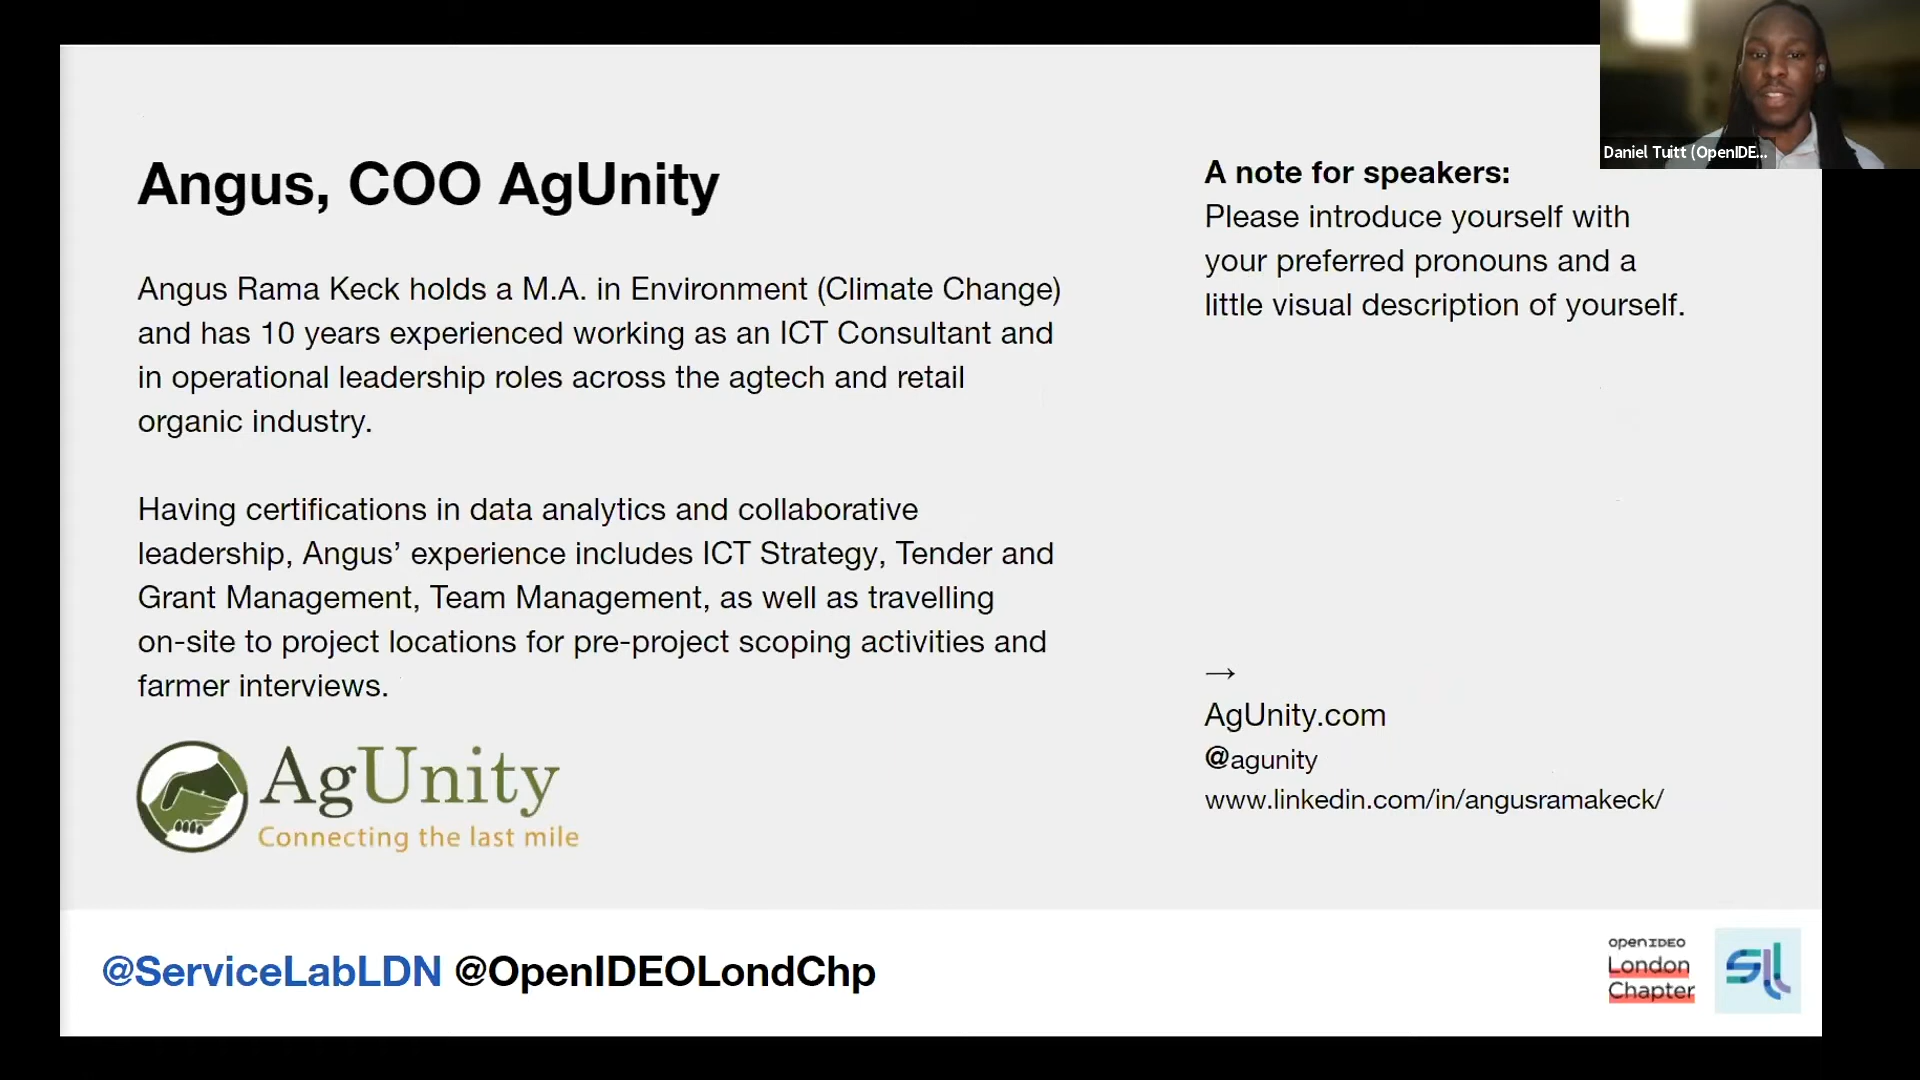 Angus, COO AgUnity
Angus Rama Keck holds a M.A. in Environment (Climate Change)
and has 10 years experienced working as an ICT Consultant and
in operational leadership roles across the agtech and retail
organic industry.
Having certifications in data analytics and collaborative
leadership, Angus’ experience includes ICT Strategy, Tender and
Grant Management, Team Management, as well as travelling
on-site to project locations for pre-project scoping activities and
farmer interviews.
AgUnity
Connecting the last mile
A note for speakers:
Please introduce yourself with
your preferred pronouns and a
little visual description of yourself.
→
AgUnity.com
@agunity
www.linkedin.com/in/angusramakeck/
Daniel Tuitt (OpenIDE...
@ServiceLabLDN @OpenIDEOLondChp
OpenIDEO
London
Chapter
SLL